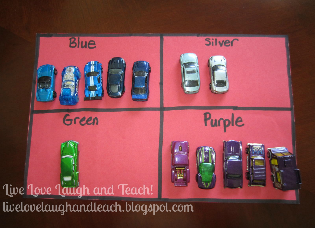 Blue
Silver
Green
Purple
Live Love Laugh and Teach!
livelovelaughandteach.blogspot.com